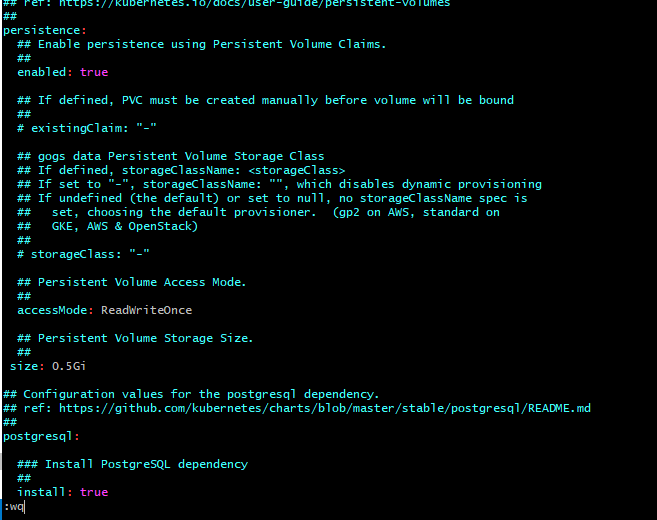 ## ref: https://kubernetes.io/docs/user-guide/persistent-volumes
##
persistence:
  ## Enable persistence using Persistent Volume Claims.
  ##
  enabled: true

  ## If defined, PVC must be created manually before volume will be bound
  ##
  # existingClaim: "-"

  ## gogs data Persistent Volume Storage Class
  ## If defined, storageClassName: <storageClass>
  ## If set to "-", storageClassName: "", which disables dynamic provisioning
  ## If undefined (the default) or set to null, no storageClassName spec is
  ##   set, choosing the default provisioner.  (gp2 on AWS, standard on
  ##   GKE, AWS & OpenStack)
  ##
  # storageClass: "-"

  ## Persistent Volume Access Mode.
  ##
  accessMode: ReadWriteOnce

  ## Persistent Volume Storage Size.
  ##
 size: 0.5Gi

## Configuration values for the postgresql dependency.
## ref: https://github.com/kubernetes/charts/blob/master/stable/postgresql/README.md
##
postgresql:

  ### Install PostgreSQL dependency
  ##
  install: true
:wq